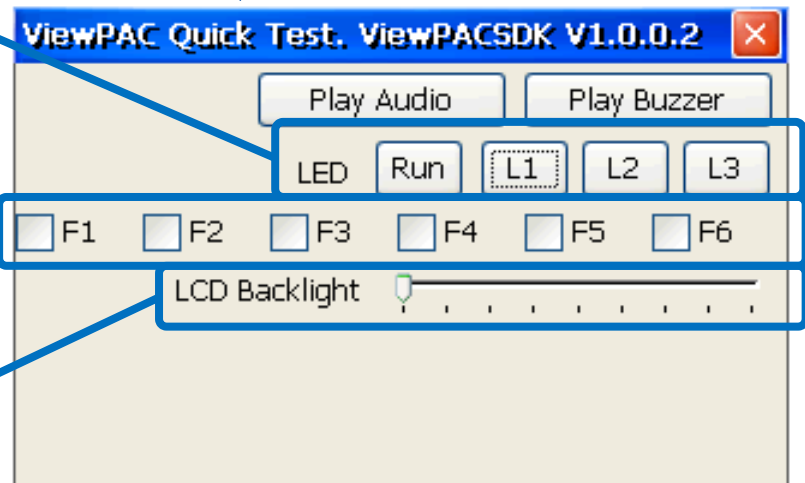 ViewPAC Quick Test. ViewPACSDK V1.0.0.2
Play Audio Play Buzzer
LED Run L1 L2 L3
F1 F2 F3 F4 F5 F6
LCD Backlight